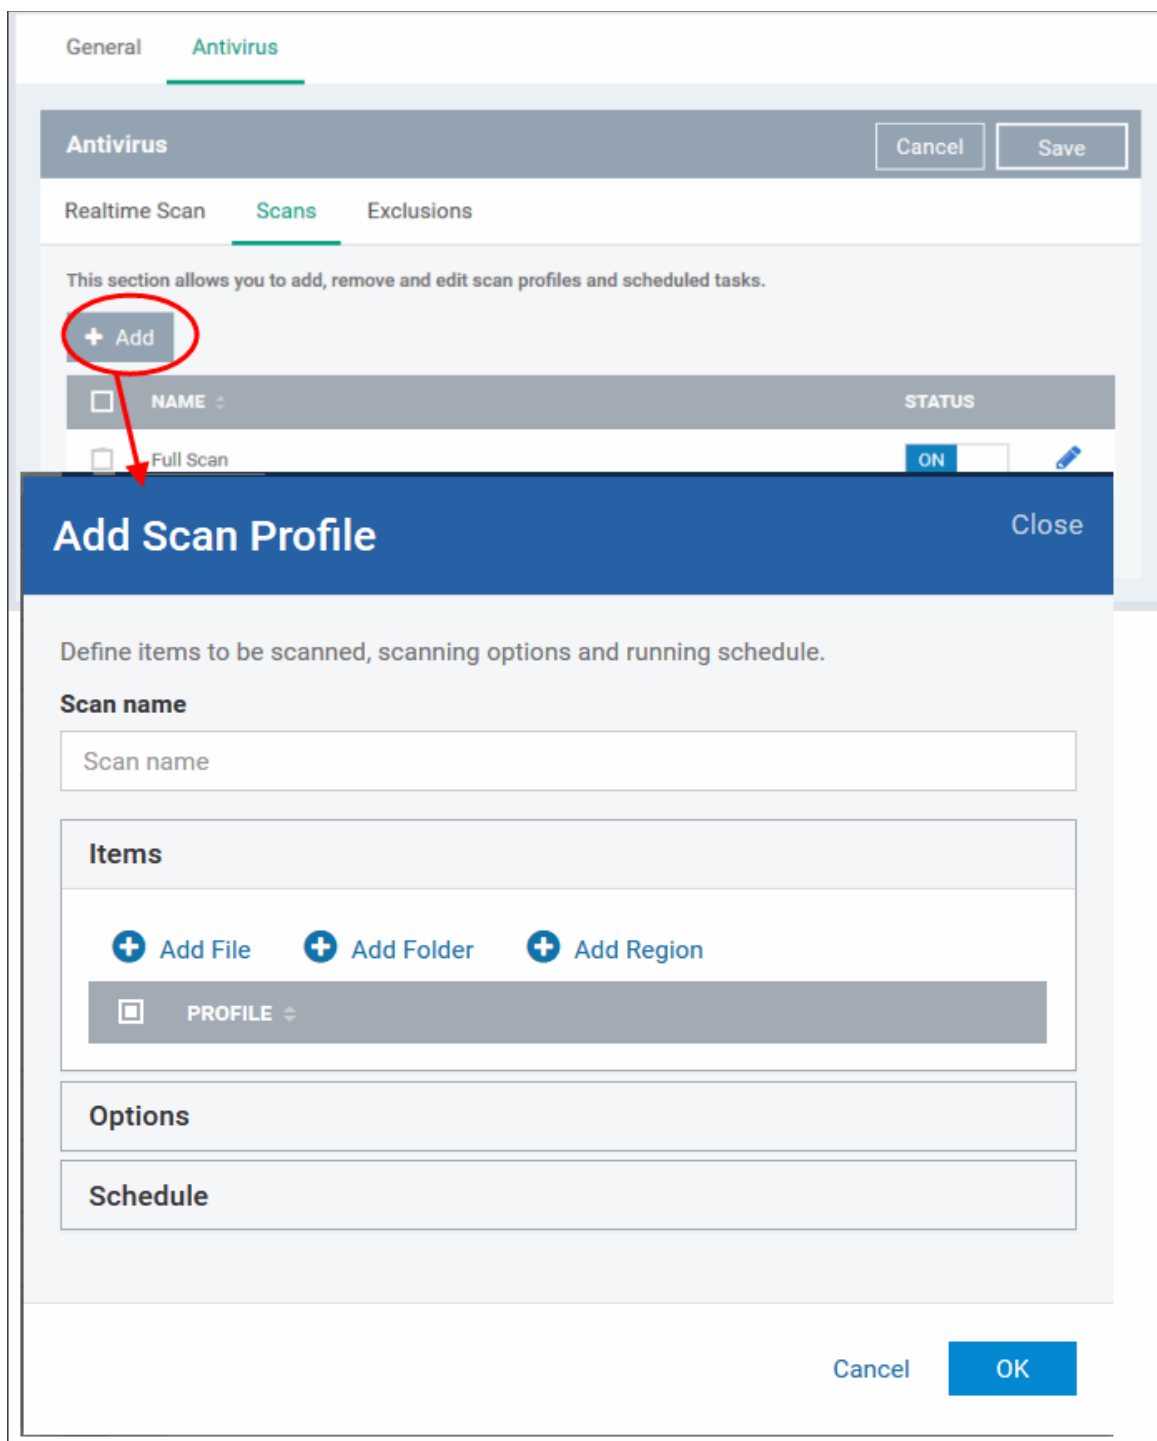 General Antivirus
Antivirus Cancel Save
Realtime Scan Scans Exclusions
This section allows you to add, remove and edit scan profiles and scheduled tasks.
Add
NAME STATUS
Full Scan ON
Add Scan Profile Close
Define items to be scanned, scanning options and running schedule.
Scan name
Scan name
Items
Add File Add Folder Add Region
PROFILE
Options
Schedule
Cancel OK